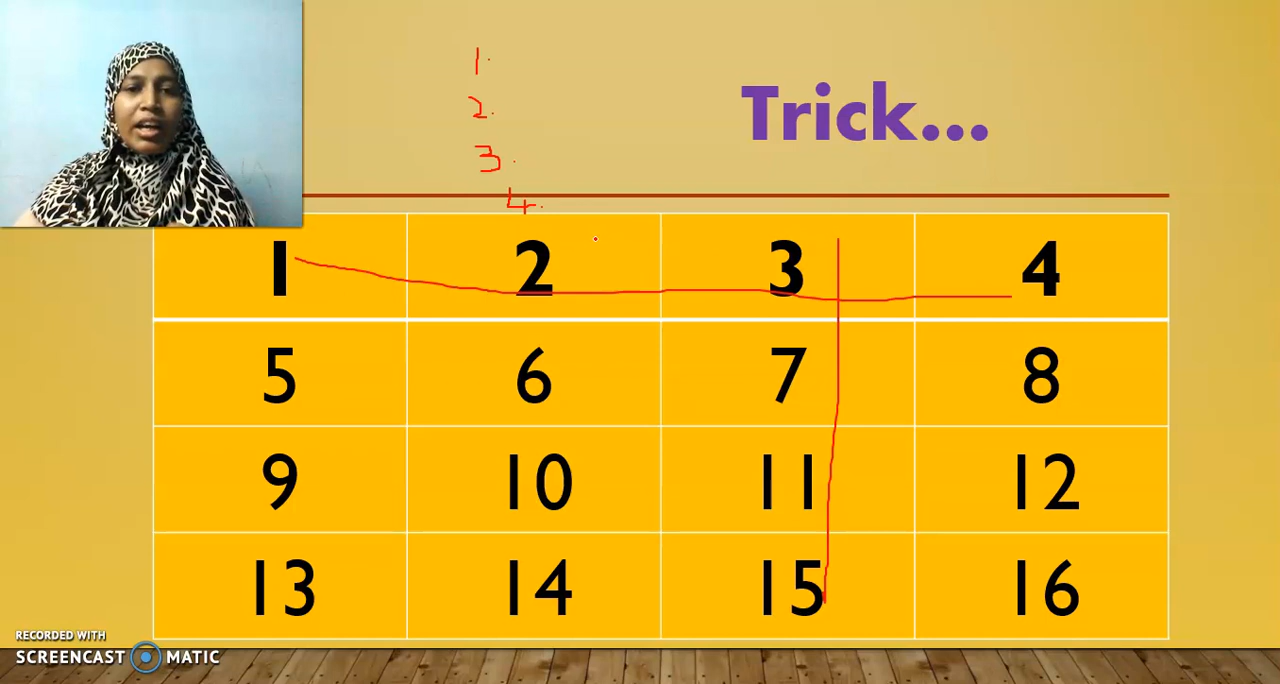 1.
2.
3.
4.
Trick...
1 2 3 4
5 6 7 8
9 10 11 12
13 14 15 16
RECORDED WITH
SCREENCAST MATIC